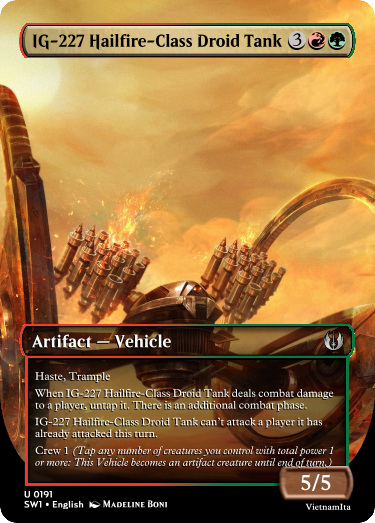 IG-227 Hailfire-Class Droid Tank 3
Artifact — Vehicle
Haste, Trample
When IG-227 Hailfire-Class Droid Tank deals combat damage
to a player, untap it. There is an additional combat phase.
IG-227 Hailfire-Class Droid Tank can't attack a player it has
already attacked this turn.
Crew 1 (Tap any number of creatures you control with total power 1
or more: This Vehicle becomes an artifact creature until end of turn.)
5/5
U 0191
SW1 • English Madeline Boni
VietnamIta